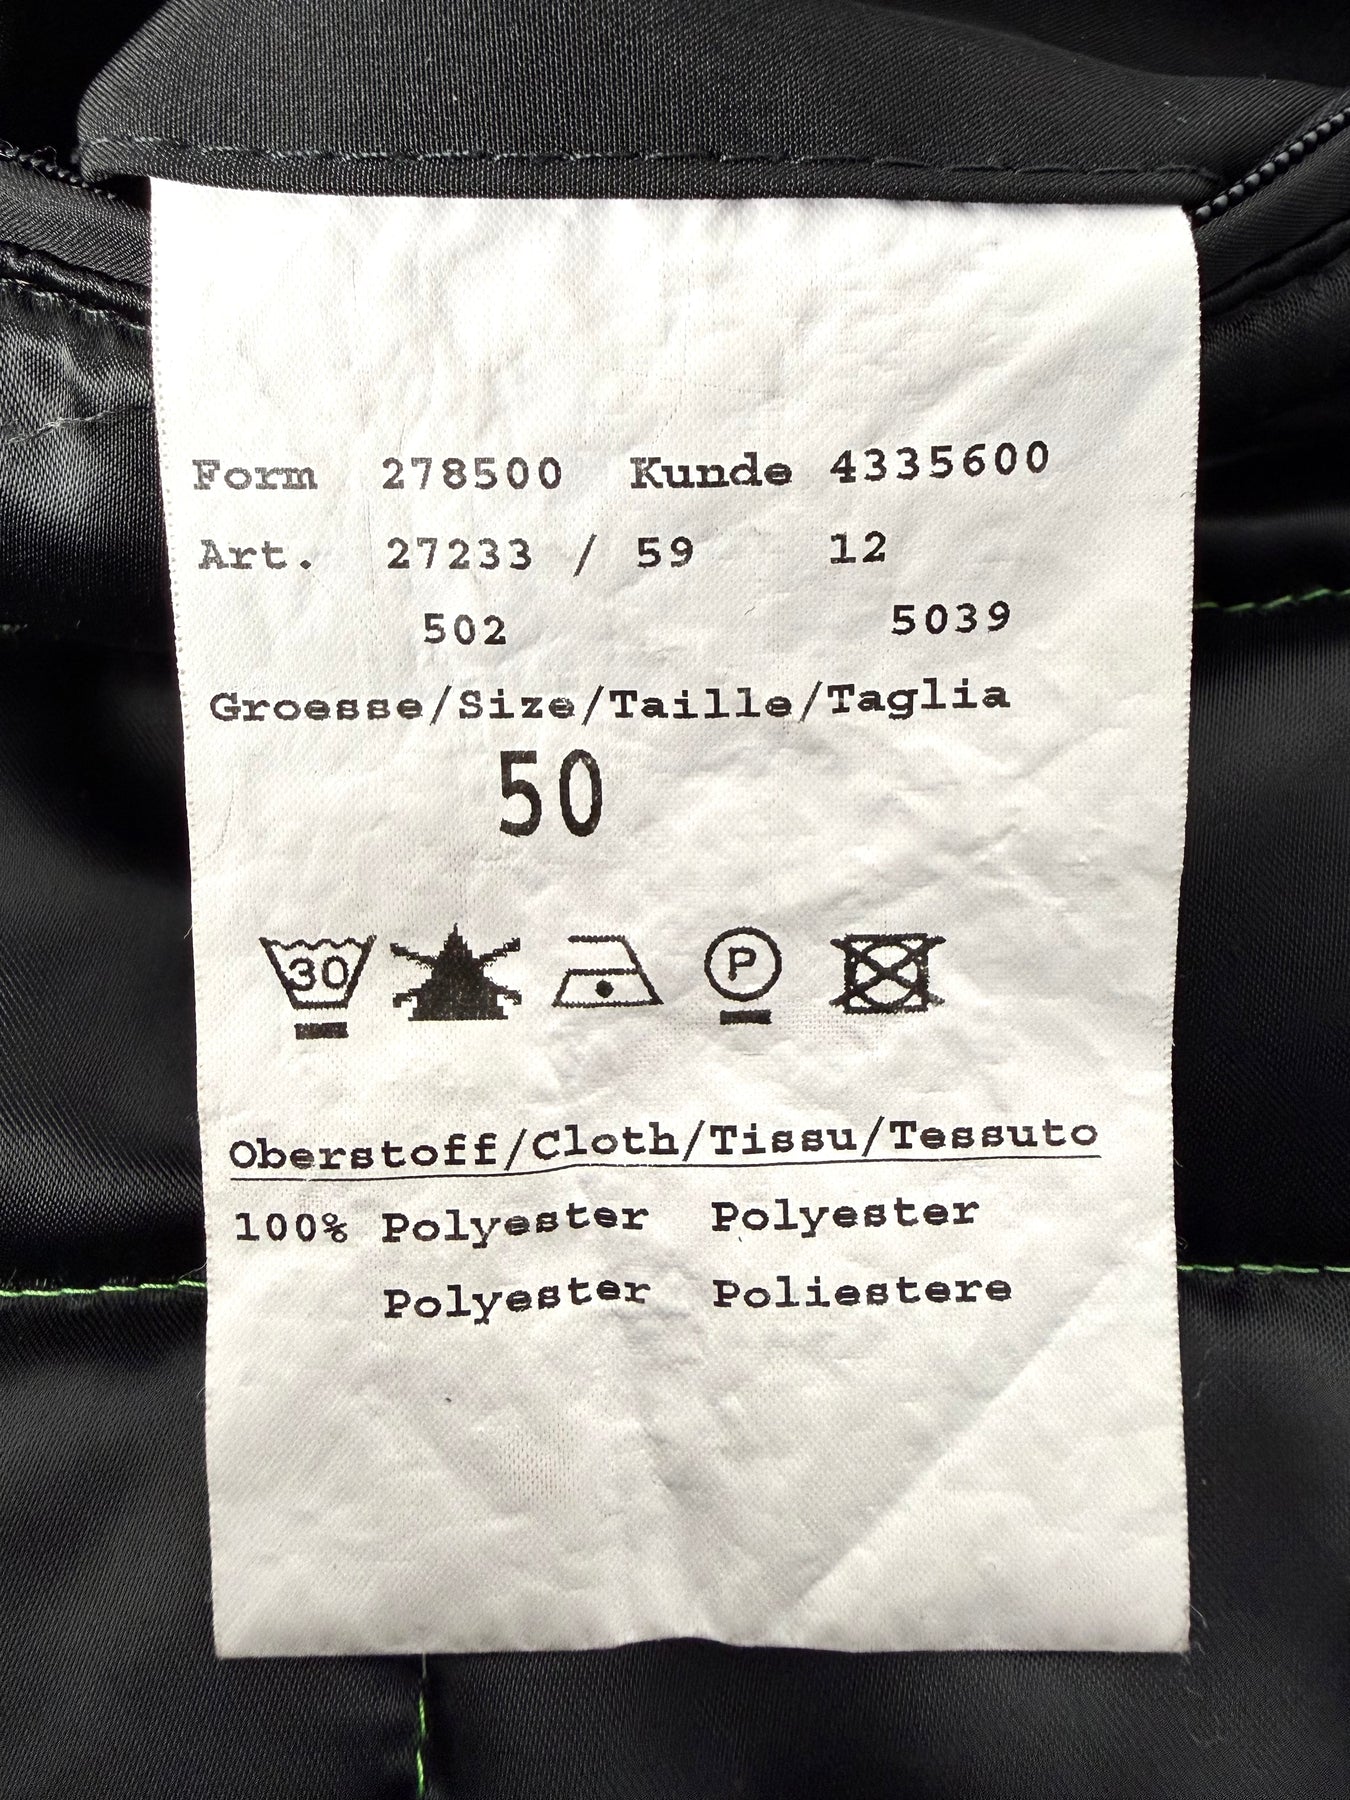 Form 278500 Kunde 4335600
Art. 27233 / 59 12
502 5039
Groesse/Size/Taille/Taglia
50
30 P
Oberstoff/Cloth/Tissu/Tessuto
100% Polyester Polyester
Polyester Poliestere